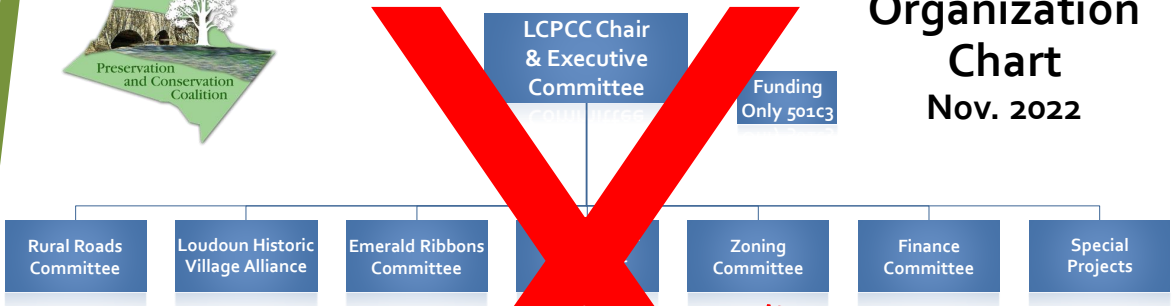 Preservation
and Conservation
Coalition
LCPCC Chair
& Executive
Committee
Funding
Only 501c3
Organization
Chart
Nov. 2022
Rural Roads
Committee
Loudoun Historic
Village Alliance
Emerald Ribbons
Committee
Zoning
Committee
Finance
Committee
Special
Projects